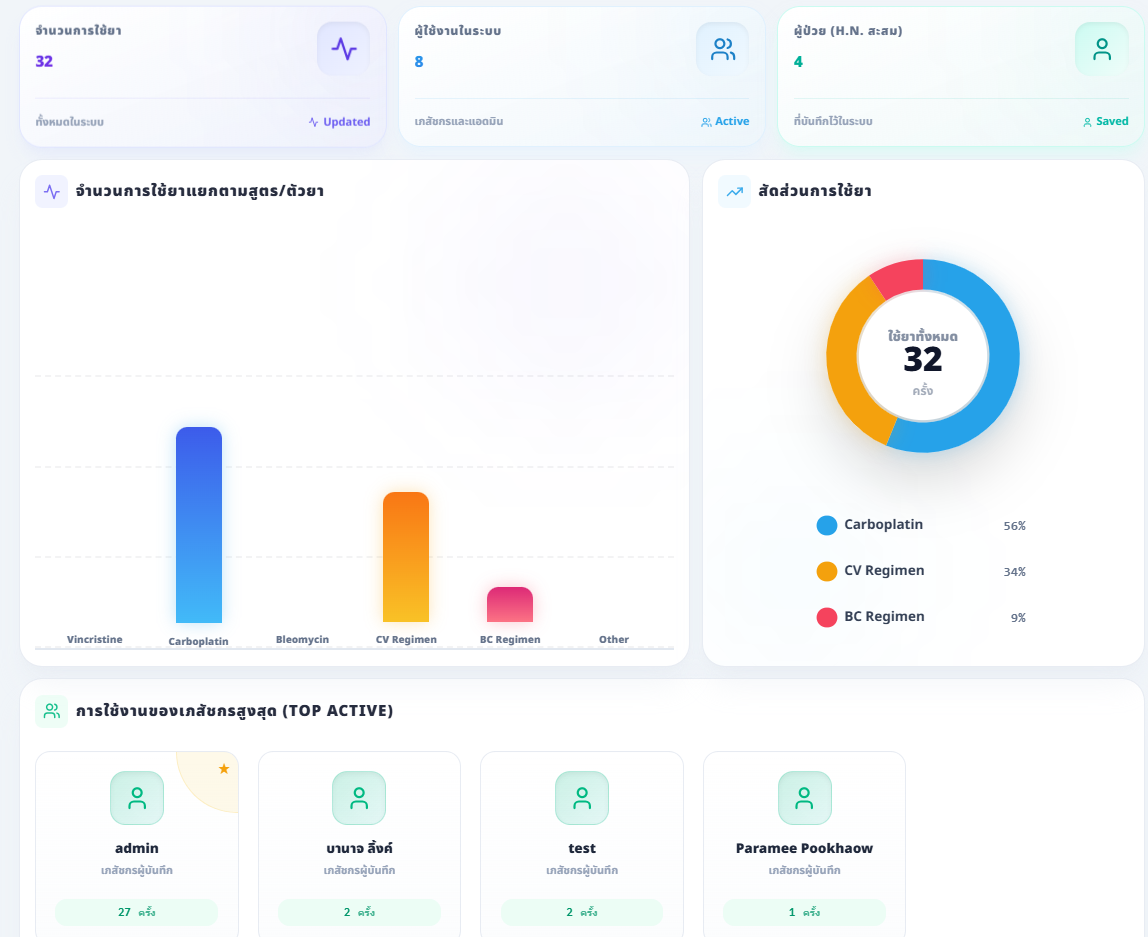 จำนวนการใช้ยา
32
ทั้งหมดในระบบ
Updated
ผู้ใช้งานในระบบ
8
เภสัชกรและแอดมิน
Active
ผู้ป่วย (H.N. สะสม)
4
ที่บันทึกไว้ในระบบ
Saved
จำนวนการใช้ยาแยกตามสูตร/ตัวยา
Vincristine
Carboplatin
Bleomycin
CV Regimen
BC Regimen
Other
สัดส่วนการใช้ยา
ใช้ยาทั้งหมด
32
ครั้ง
Carboplatin 56%
CV Regimen 34%
BC Regimen 9%
การใช้งานของเภสัชกรสูงสุด (TOP ACTIVE)
admin
เภสัชกรผู้บันทึก
27 ครั้ง
บานาจ ลิ้งค์
เภสัชกรผู้บันทึก
2 ครั้ง
test
เภสัชกรผู้บันทึก
2 ครั้ง
Paramee Pookhaow
เภสัชกรผู้บันทึก
1 ครั้ง